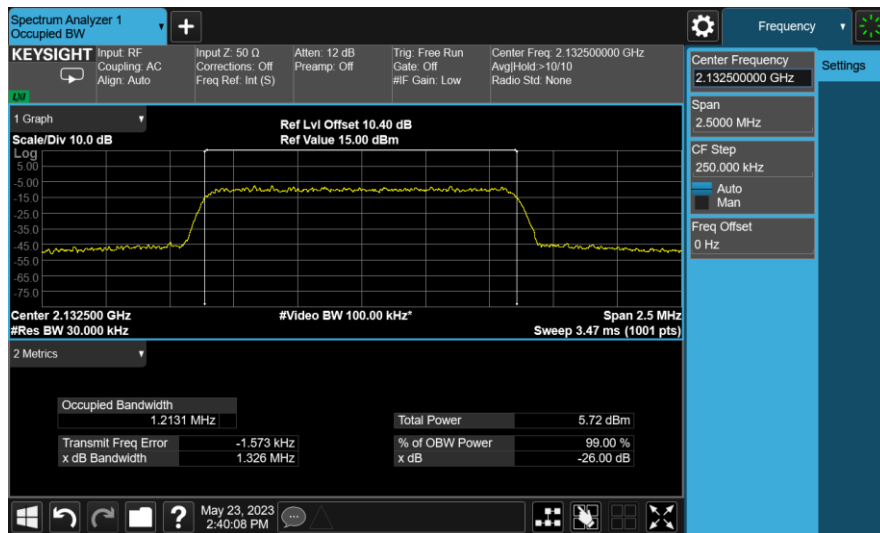 Spectrum Analyzer 1
Occupied BW
Frequency
KEYSIGHT
Input: RF
Coupling: AC
Align: Auto
Input Z: 50 Ω
Corrections: Off
Freq Ref: Int (S)
Atten: 12 dB
Preamp: Off
Trig: Free Run
Gate: Off
#IF Gain: Low
Center Freq: 2.132500000 GHz
Avg|Hold:>10/10
Radio Std: None
LXI
Center Frequency
2.132500000 GHz
Settings
Span
2.5000 MHz
CF Step
250.000 kHz
Auto
Man
Freq Offset
0 Hz
1 Graph
Scale/Div 10.0 dB
Ref Lvl Offset 10.40 dB
Ref Value 15.00 dBm
Log
5.00
-5.00
-15.0
-25.0
-35.0
-45.0
-55.0
-65.0
-75.0
Center 2.132500 GHz
#Res BW 30.000 kHz
#Video BW 100.00 kHz*
Span 2.5 MHz
Sweep 3.47 ms (1001 pts)
2 Metrics
Occupied Bandwidth
1.2131 MHz
Total Power 5.72 dBm
Transmit Freq Error -1.573 kHz
% of OBW Power 99.00 %
x dB Bandwidth 1.326 MHz
x dB -26.00 dB
May 23, 2023
2:40:08 PM